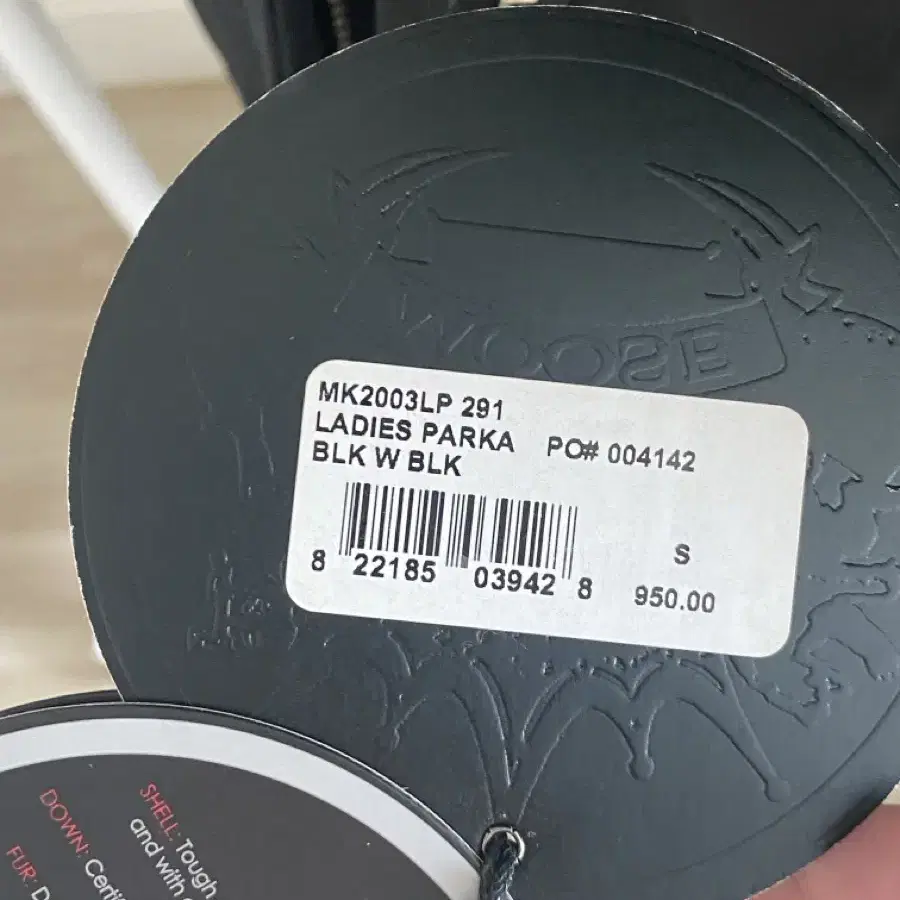 MK2003LP 291
LADIES PARKA PO# 004142
BLK W BLK
8 22185 03942 8
S
950.00
SHELL: Tough
and with
DOWN: Certi
FUR: D